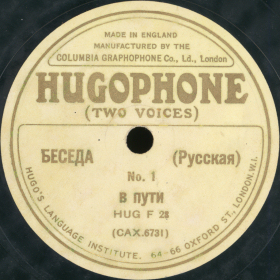 MADE IN ENGLAND
MANUFACTURED BY THE
COLUMBIA GRAPHOPHONE Co., Ld., London
HUGOPHONE
(TWO VOICES)
БЕСЕДА (Русская)
No. 1
В ПУТИ
HUG F 28
(CAX.6731)
HUGO'S LANGUAGE INSTITUTE. 64-66 OXFORD ST., LONDON.W.1.